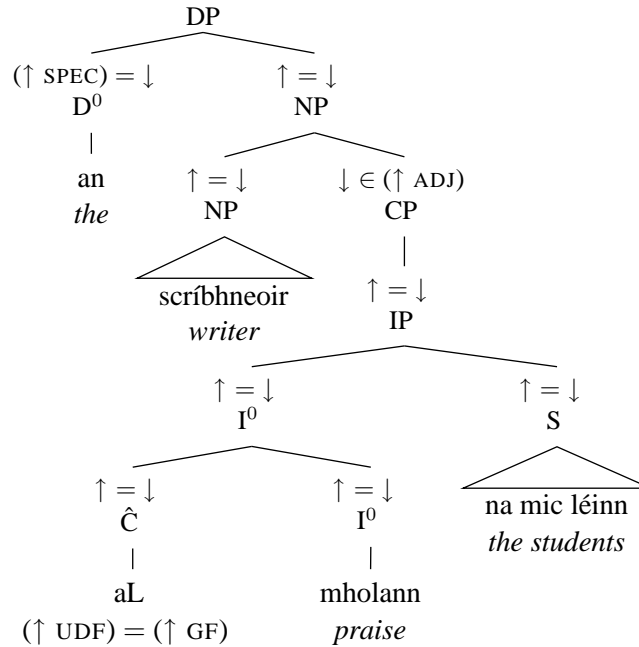 DP
(↑ SPEC) = ↓ ↑ = ↓
D⁰ NP
an ↑ = ↓ ↓ ∈ (↑ ADJ)
the NP CP
scríbhneoir ↑ = ↓
writer IP
↑ = ↓ ↑ = ↓
I⁰ S
↑ = ↓ ↑ = ↓ na mic léinn
Ĉ I⁰ the students
aL mholann
(↑ UDF) = (↑ GF) praise